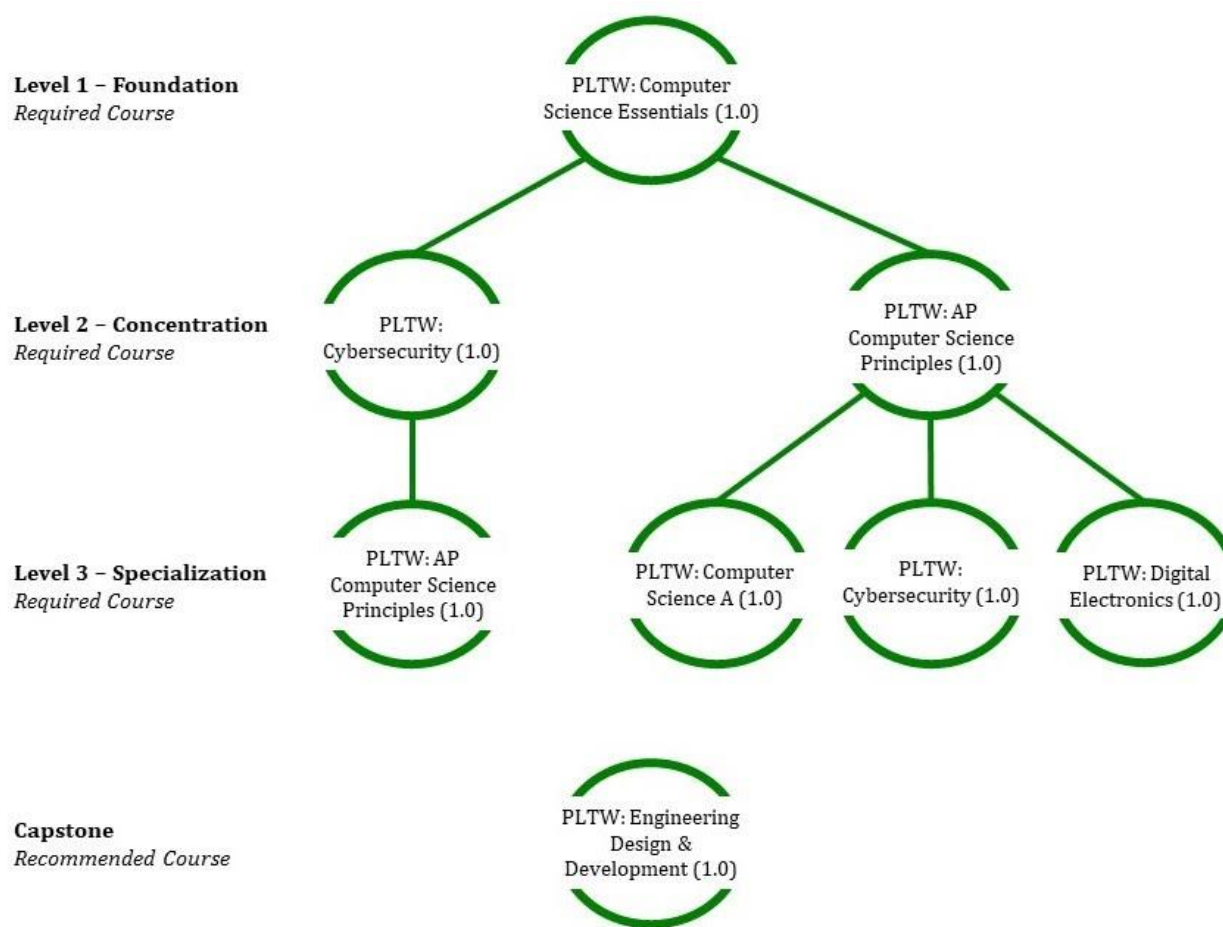 Level 1 – Foundation
Required Course
PLTW: Computer
Science Essentials (1.0)
Level 2 – Concentration
Required Course
PLTW:
Cybersecurity (1.0)
PLTW: AP
Computer Science
Principles (1.0)
Level 3 – Specialization
Required Course
PLTW: AP
Computer Science
Principles (1.0)
PLTW: Computer
Science A (1.0)
PLTW:
Cybersecurity (1.0)
PLTW: Digital
Electronics (1.0)
Capstone
Recommended Course
PLTW: Engineering
Design &
Development (1.0)